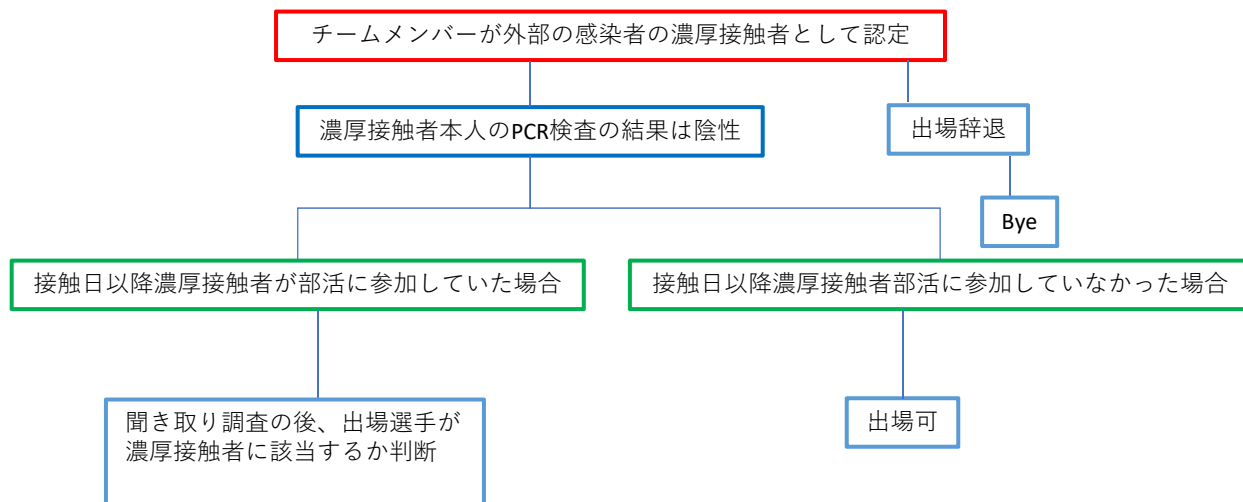 チームメンバーが外部の感染者の濃厚接触者として認定
濃厚接触者本人のPCR検査の結果は陰性
出場辞退
Bye
接触日以降濃厚接触者が部活に参加していた場合
接触日以降濃厚接触者部活に参加していなかった場合
聞き取り調査の後、出場選手が
濃厚接触者に該当するか判断
出場可